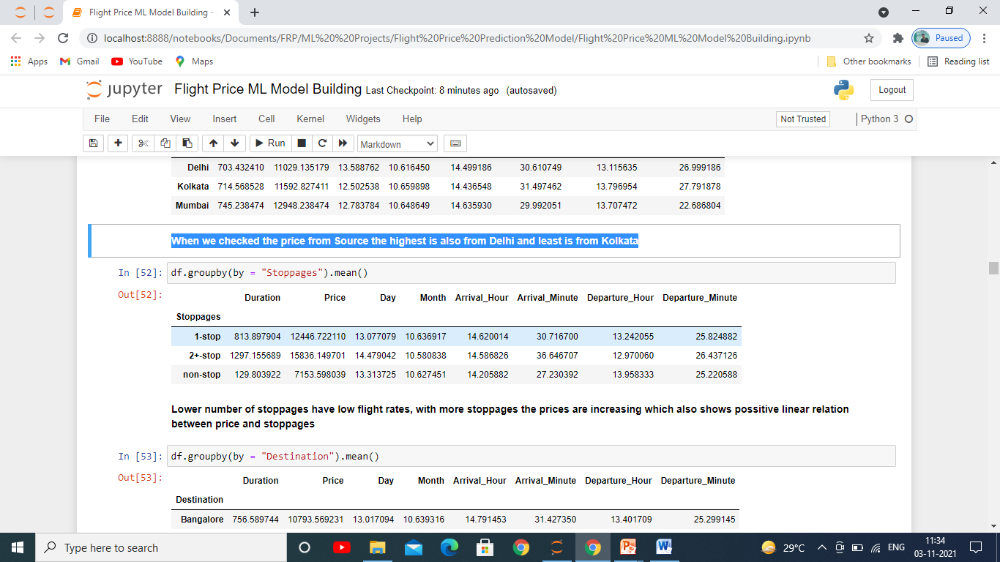 Flight Price ML Model Building -
localhost:8888/notebooks/Documents/FRP/ML%20%20Projects/Flight%20Price%20Prediction%20Model/Flight%20Price%20ML%20Model%20Building.ipynb Paused
Apps Gmail YouTube Maps Other bookmarks Reading list
jupyter Flight Price ML Model Building Last Checkpoint: 8 minutes ago (autosaved) Logout
File Edit View Insert Cell Kernel Widgets Help Not Trusted Python 3
Run Markdown
Delhi 703.432410 11029.135179 13.588762 10.616450 14.499186 30.610749 13.115635 26.999186
Kolkata 714.568528 11592.827411 12.502538 10.659898 14.436548 31.497462 13.796954 27.791878
Mumbai 745.238474 12948.238474 12.783784 10.648649 14.635930 29.992051 13.707472 22.686804
When we checked the price from Source the highest is also from Delhi and least is from Kolkata
In [52]: df.groupby(by = "Stoppages").mean()
Out[52]:
Duration Price Day Month Arrival_Hour Arrival_Minute Departure_Hour Departure_Minute
Stoppages
1-stop 813.897904 12446.722110 13.077079 10.636917 14.620014 30.716700 13.242055 25.824882
2+-stop 1297.155689 15836.149701 14.479042 10.580838 14.586826 36.646707 12.970060 26.437126
non-stop 129.803922 7153.598039 13.313725 10.627451 14.205882 27.230392 13.958333 25.220588
Lower number of stoppages have low flight rates, with more stoppages the prices are increasing which also shows possitive linear relation
between price and stoppages
In [53]: df.groupby(by = "Destination").mean()
Out[53]:
Duration Price Day Month Arrival_Hour Arrival_Minute Departure_Hour Departure_Minute
Destination
Bangalore 756.589744 10793.569231 13.017094 10.639316 14.791453 31.427350 13.401709 25.299145
Type here to search 29°C ENG 11:34
03-11-2021